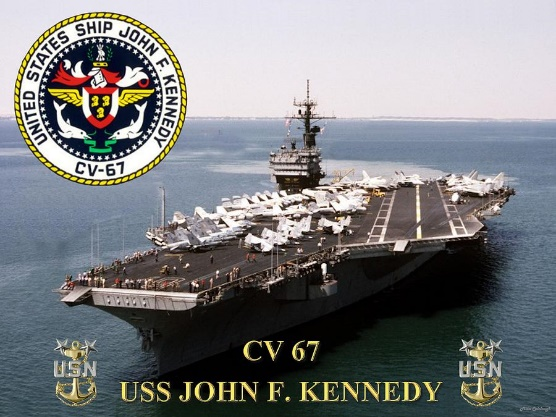 UNITED STATES SHIP JOHN F. KENNEDY
CV-67
CV 67
USN
USN
USS JOHN F. KENNEDY